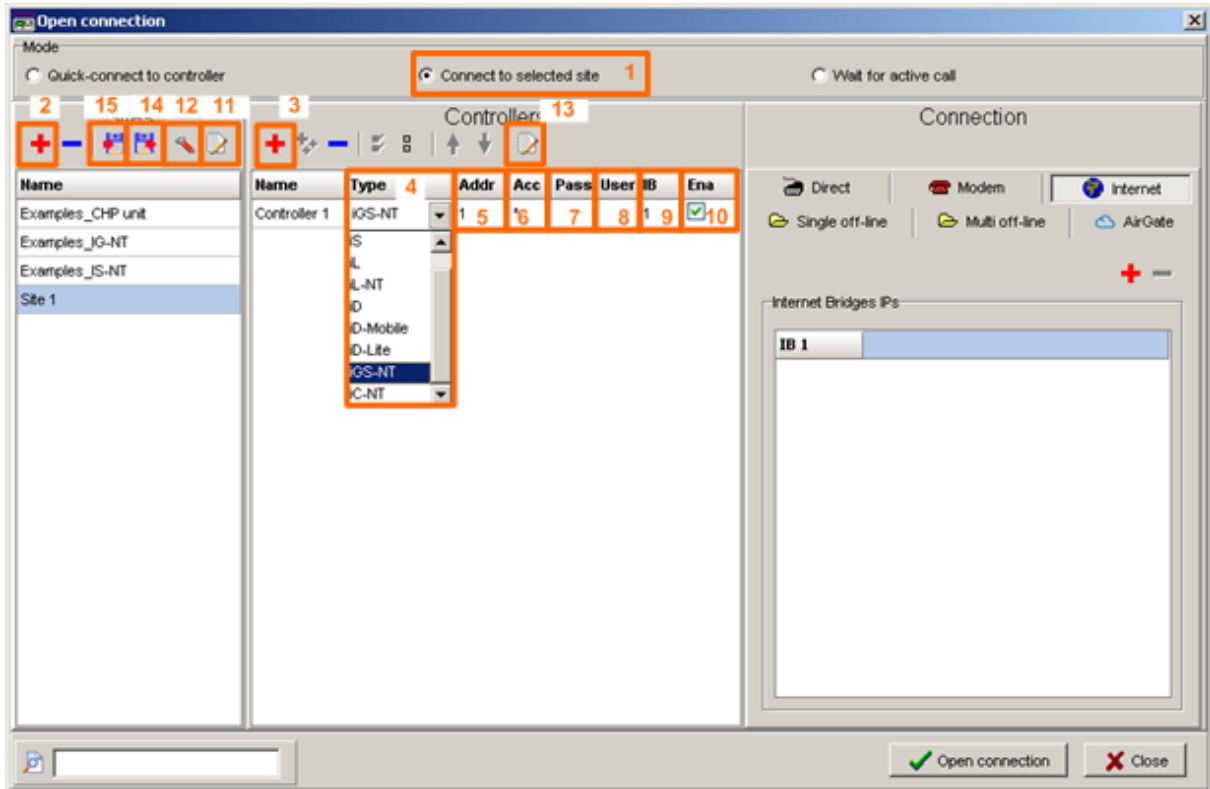 Open connection
Mode
Quick-connect to controller
Connect to selected site 1
Wait for active call
2 15 14 12 11
3 Controllers 13
Connection
Name
Examples_CHP unit
Examples_IG-NT
Examples_IS-NT
Site 1
Name Type 4 Addr Acc Pass User IB Ena
Controller 1 iGS-NT 1 5 *6 7 8 1 9 10
iS
iL
iL-NT
iD
iD-Mobile
iD-Lite
iGS-NT
iC-NT
Direct Modem Internet
Single off-line Multi off-line AirGate
Internet Bridges IPs
IB 1
Open connection Close